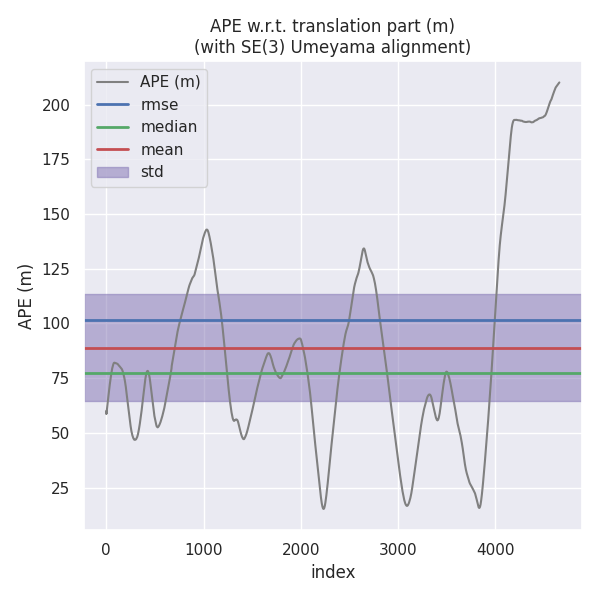 APE w.r.t. translation part (m)
(with SE(3) Umeyama alignment)
APE (m)
rmse
median
mean
std
200
175
150
125
100
75
50
25
APE (m)
0 1000 2000 3000 4000
index